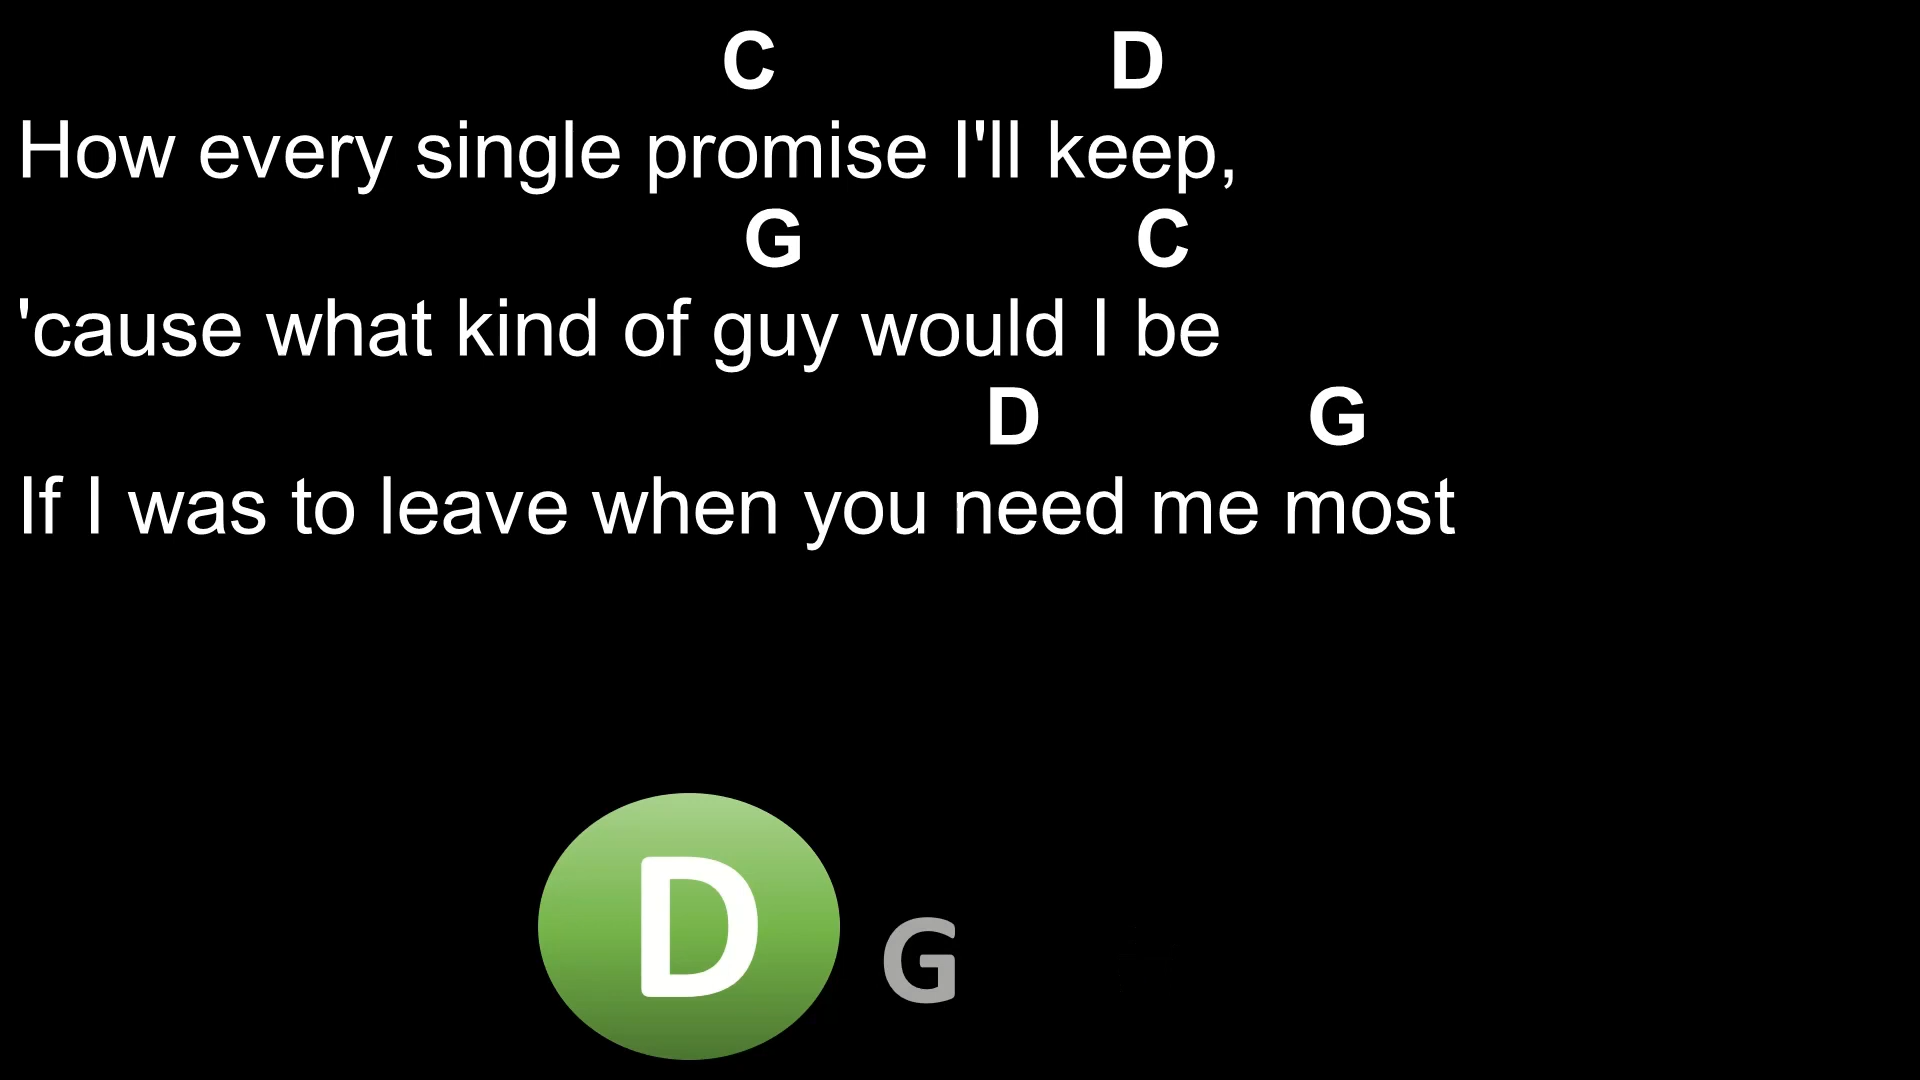 C D
How every single promise I'll keep,
G C
'cause what kind of guy would I be
D G
If I was to leave when you need me most
D G